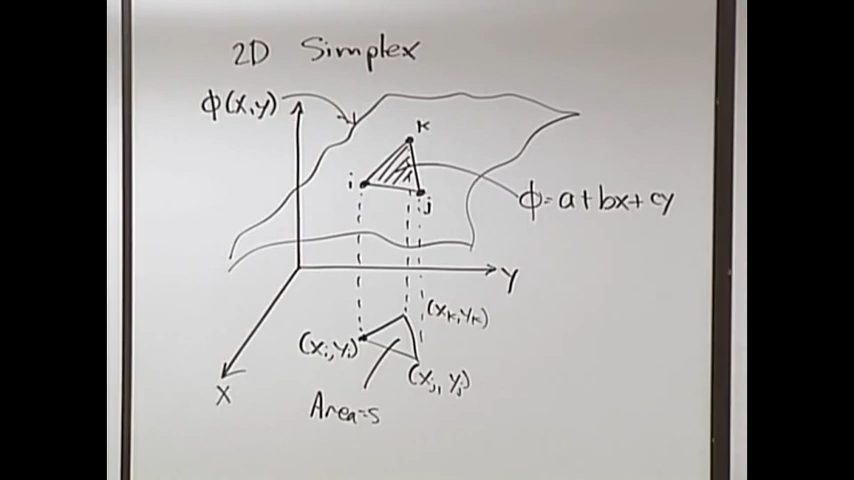 2D Simplex
ϕ(x,y)
k
i
j
ϕ=a+bx+cy
Y
(xₖ,yₖ)
(xᵢ,yᵢ)
(xⱼ, yⱼ)
X
Area=s